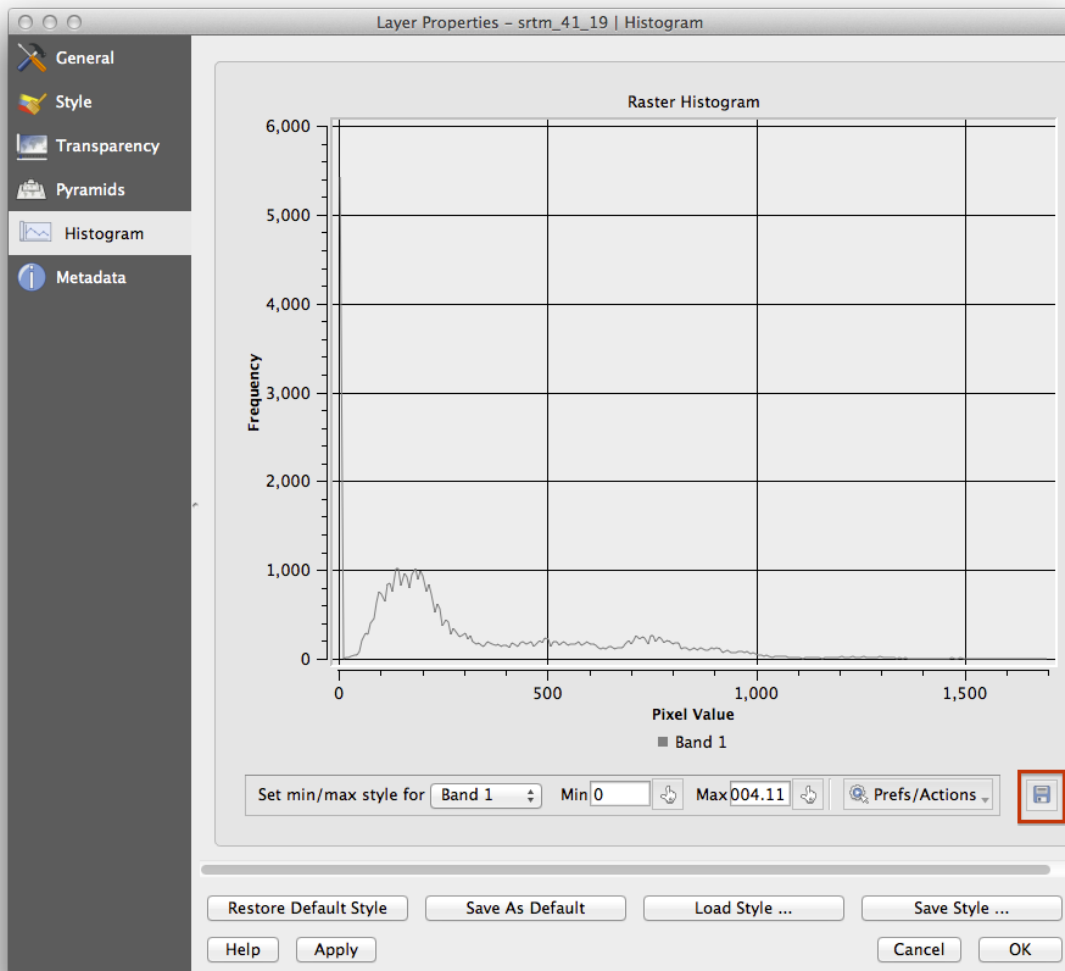 Layer Properties – srtm_41_19 | Histogram
General
Style
Transparency
Pyramids
Histogram
Metadata
Raster Histogram
6,000
5,000
4,000
3,000
2,000
1,000
0
Frequency
0 500 1,000 1,500
Pixel Value
Band 1
Set min/max style for Band 1 Min 0 Max 004.11 Prefs/Actions
Restore Default Style Save As Default Load Style ... Save Style ...
Help Apply Cancel OK